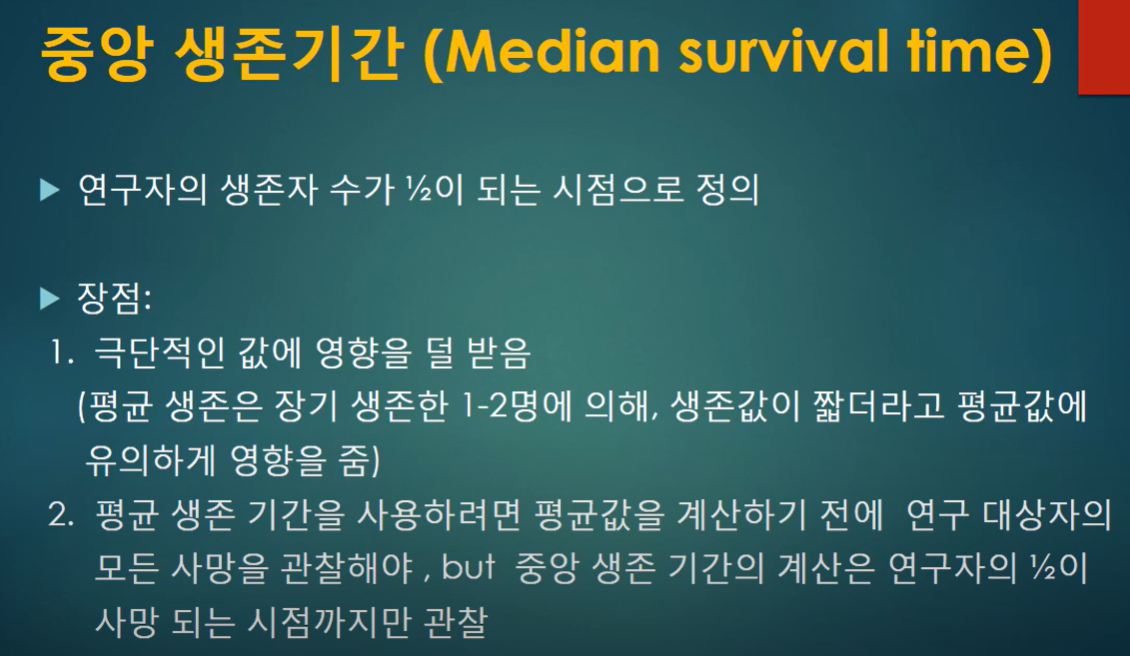 중앙 생존기간 (Median survival time)
▶ 연구자의 생존자 수가 ½이 되는 시점으로 정의
▶ 장점:
1. 극단적인 값에 영향을 덜 받음
(평균 생존은 장기 생존한 1-2명에 의해, 생존값이 짧더라고 평균값에
유의하게 영향을 줌)
2. 평균 생존 기간을 사용하려면 평균값을 계산하기 전에 연구 대상자의
모든 사망을 관찰해야 , but 중앙 생존 기간의 계산은 연구자의 ½이
사망 되는 시점까지만 관찰